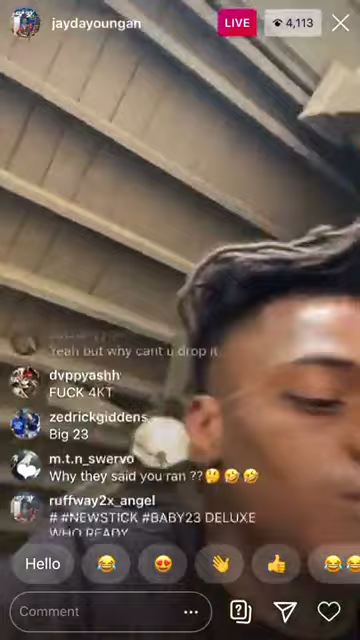 jaydayoungan
LIVE
4,113
Yeah but why cant u drop it
dvppyashh
FUCK 4KT
zedrickgiddens
Big 23
m.t.n_swervo
Why they said you ran ??🤔🤣🤣
ruffway2x_angel
# #NEWSTICK #BABY23 DELUXE
WHO READY
Hello
Comment